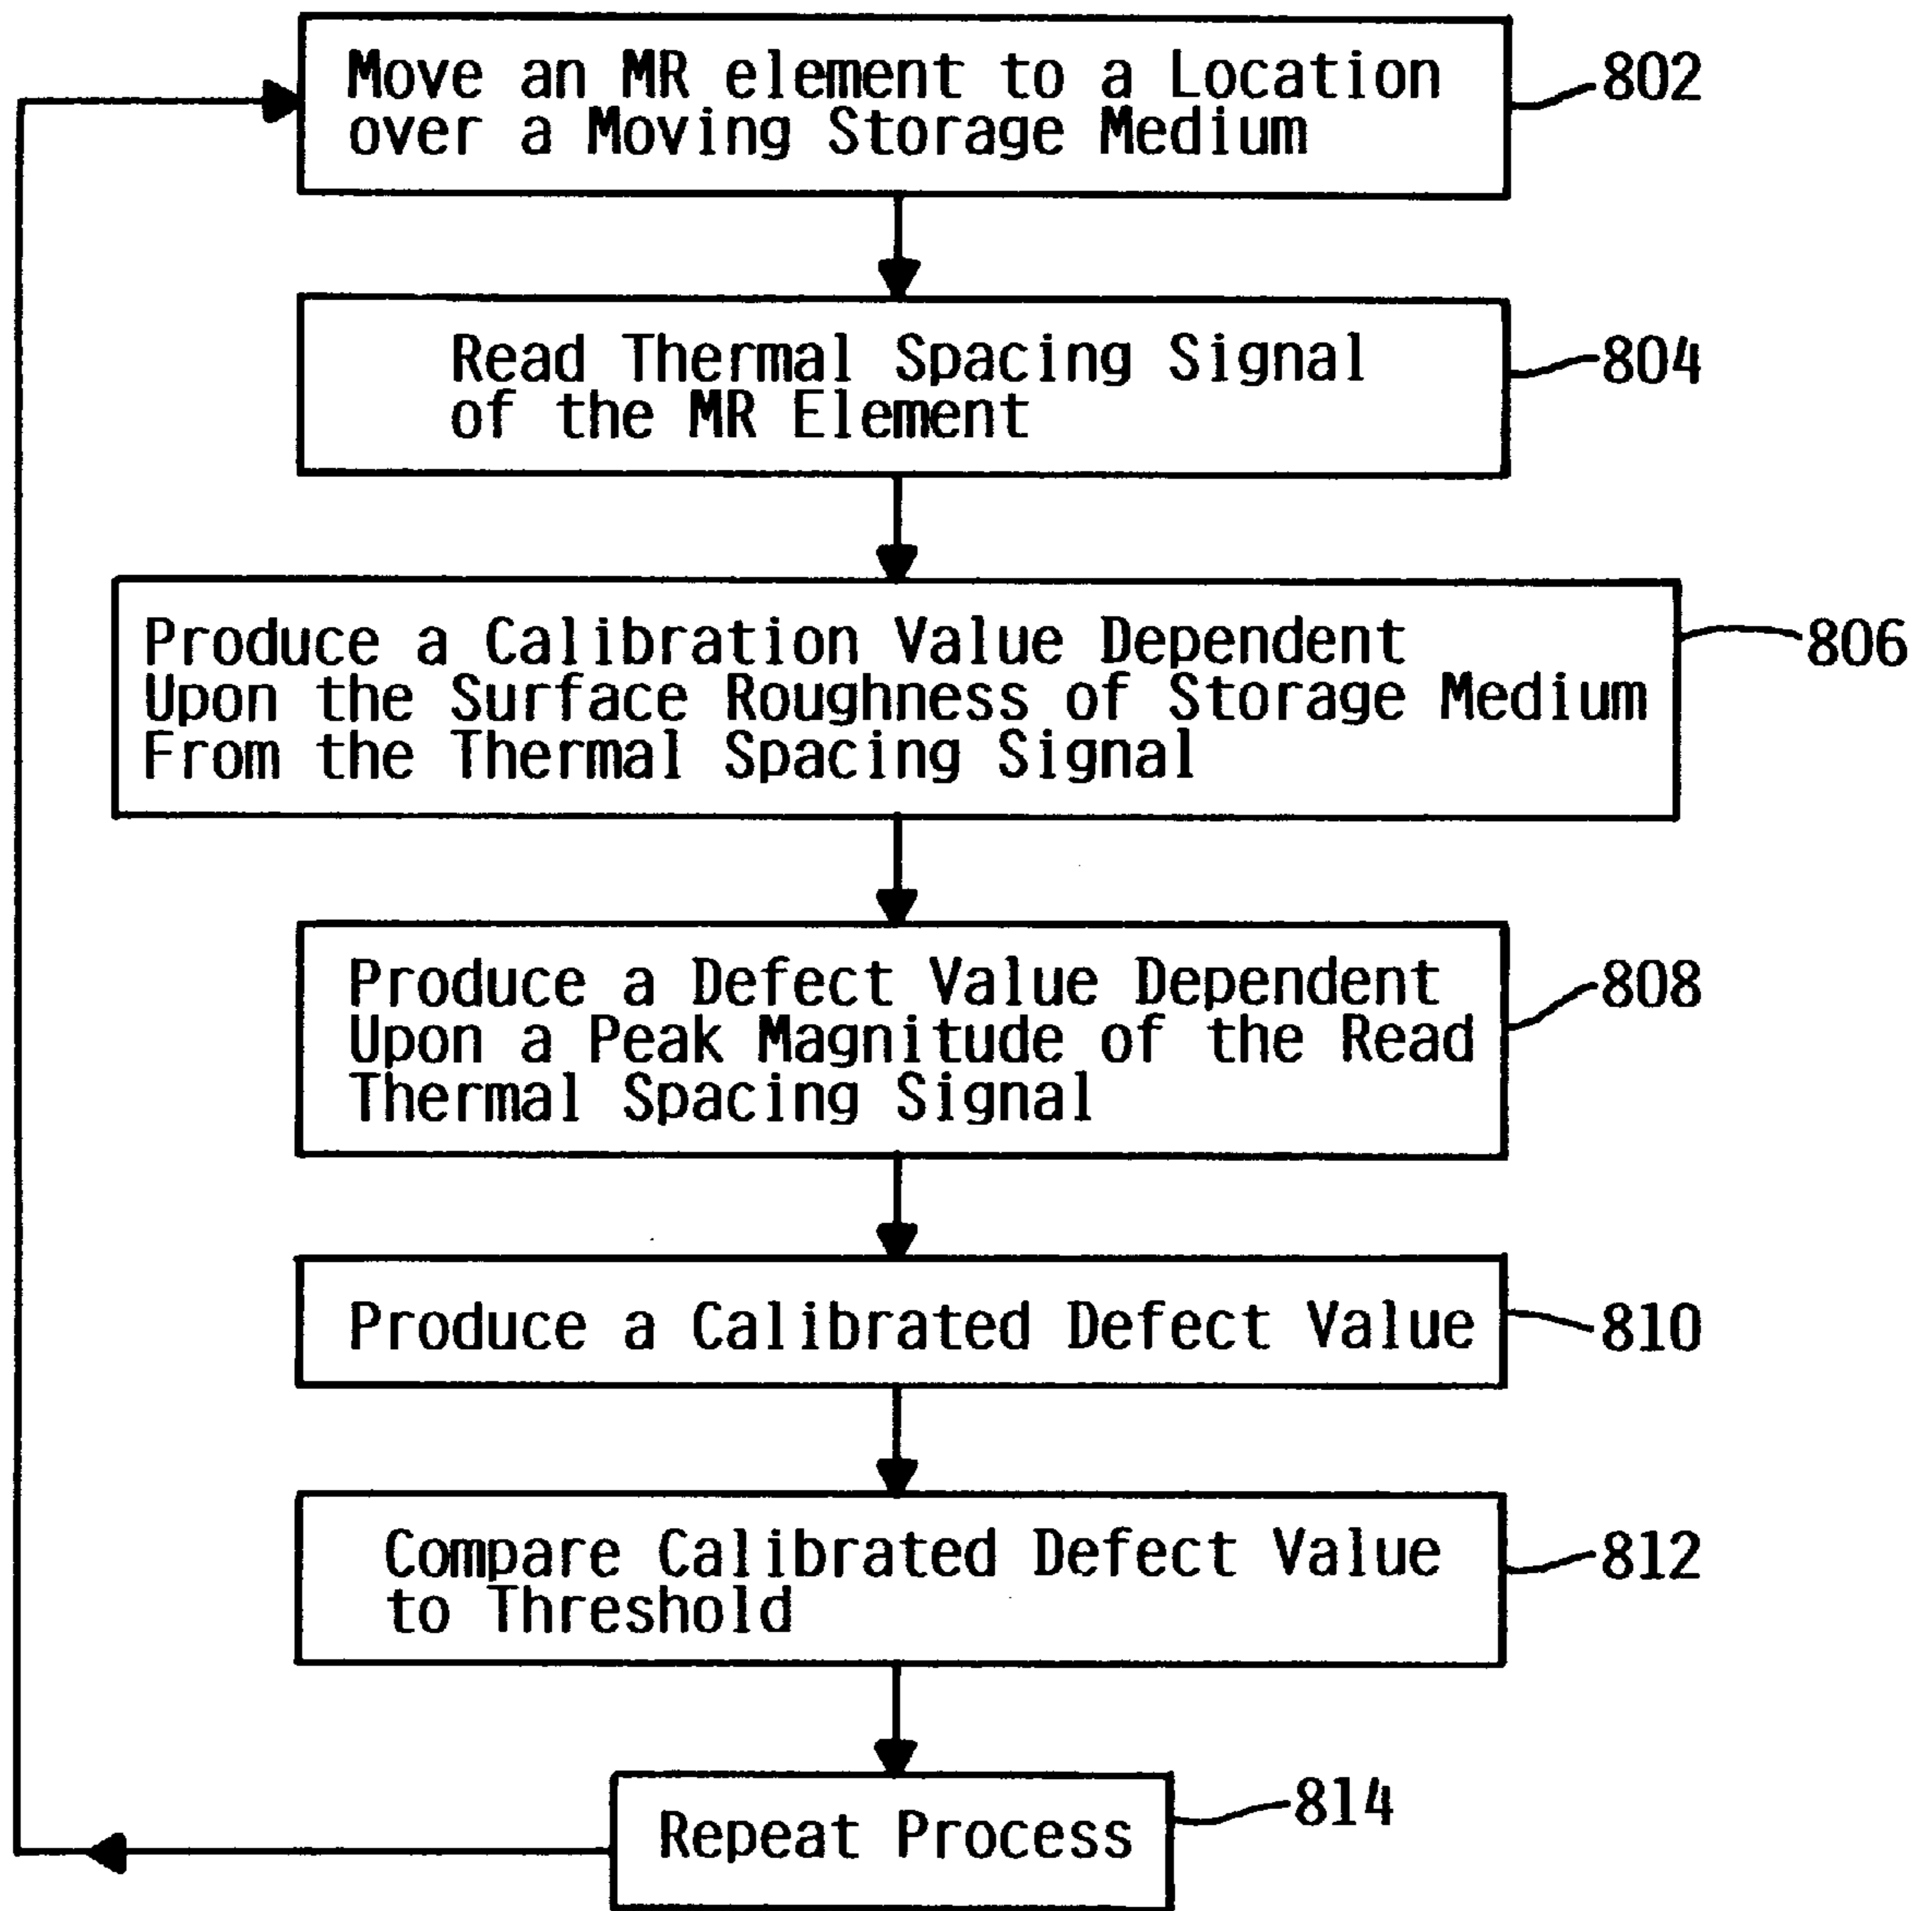 Move an MR element to a Location
over a Moving Storage Medium
802
Read Thermal Spacing Signal
of the MR Element
804
Produce a Calibration Value Dependent
Upon the Surface Roughness of Storage Medium
From the Thermal Spacing Signal
806
Produce a Defect Value Dependent
Upon a Peak Magnitude of the Read
Thermal Spacing Signal
808
Produce a Calibrated Defect Value
810
Compare Calibrated Defect Value
to Threshold
812
Repeat Process
814